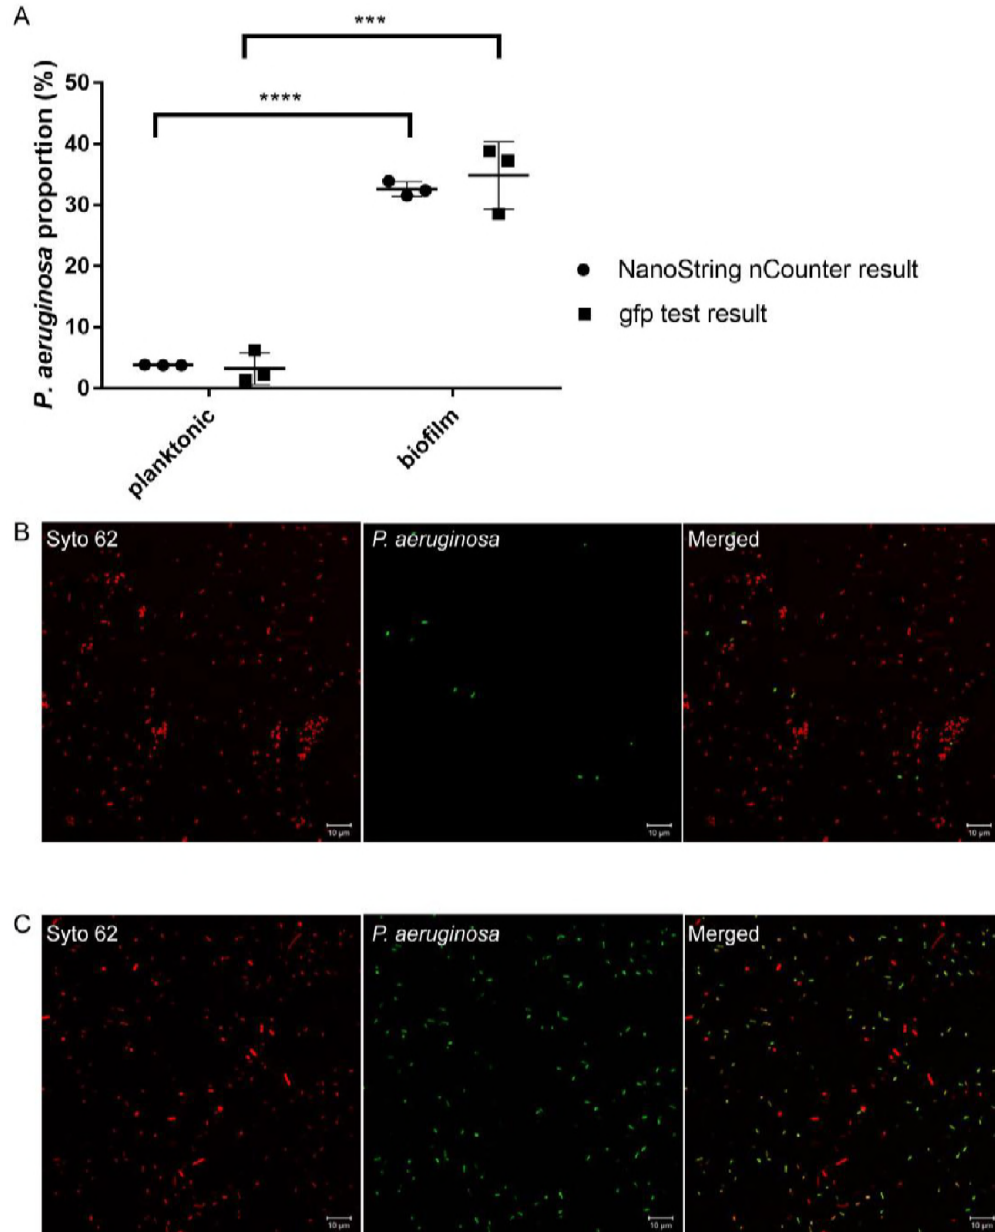 A
***
****
50
40
30
20
10
0
P. aeruginosa proportion (%)
planktonic
biofilm
NanoString nCounter result
gfp test result
B
Syto 62
P. aeruginosa
Merged
10 µm
10 µm
10 µm
C
Syto 62
P. aeruginosa
Merged
10 µm
10 µm
10 µm